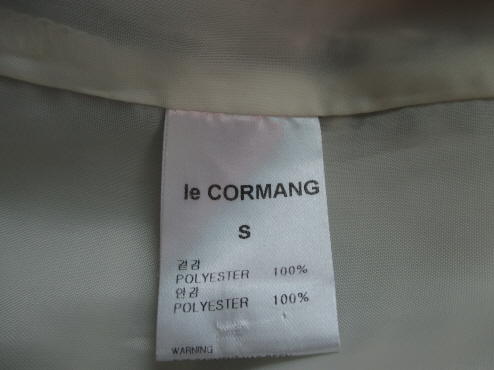 le CORMANG
S
겉감
POLYESTER 100%
안감
POLYESTER 100%
WARNING